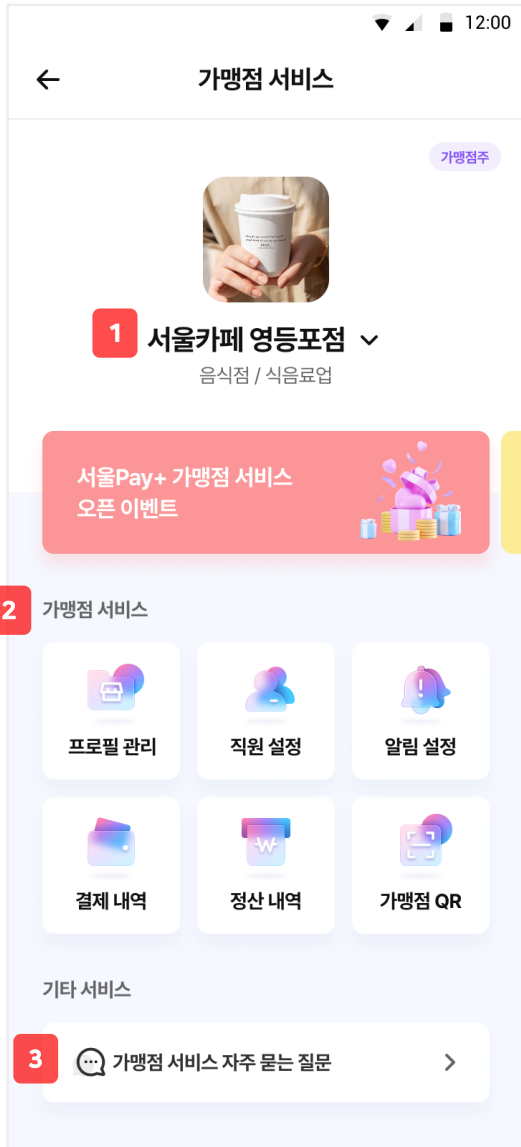 12:00
가맹점 서비스
가맹점주
1
서울카페 영등포점
음식점 / 식음료업
서울Pay+ 가맹점 서비스
오픈 이벤트
2
가맹점 서비스
프로필 관리
직원 설정
알림 설정
결제 내역
정산 내역
가맹점 QR
기타 서비스
3
가맹점 서비스 자주 묻는 질문